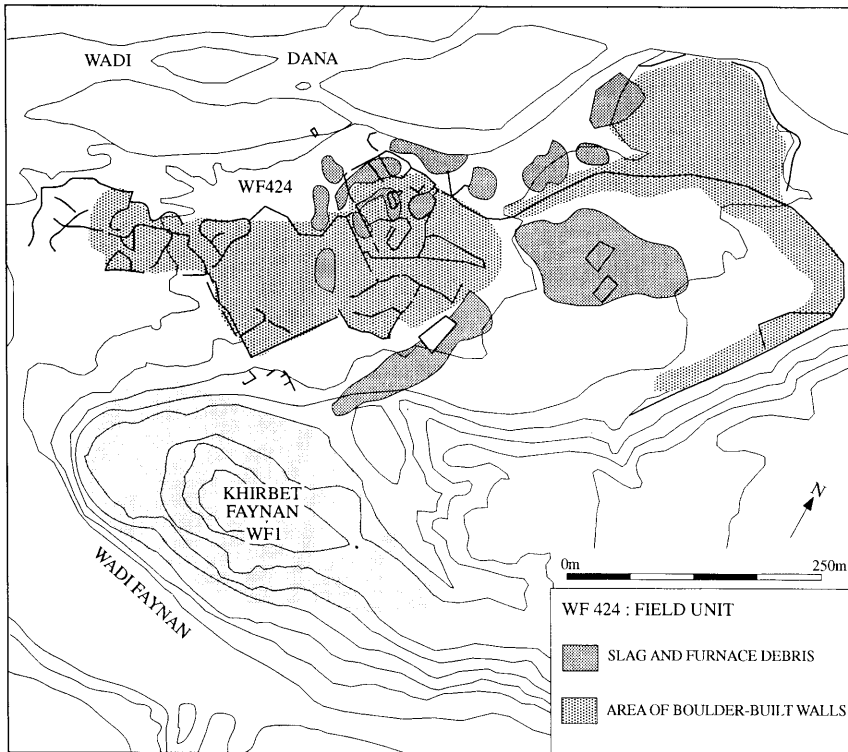 WADI DANA
WF424
KHIRBET
FAYNAN
WF1
WADI FAYNAN
N
0m 250m
WF 424 : FIELD UNIT
SLAG AND FURNACE DEBRIS
AREA OF BOULDER-BUILT WALLS